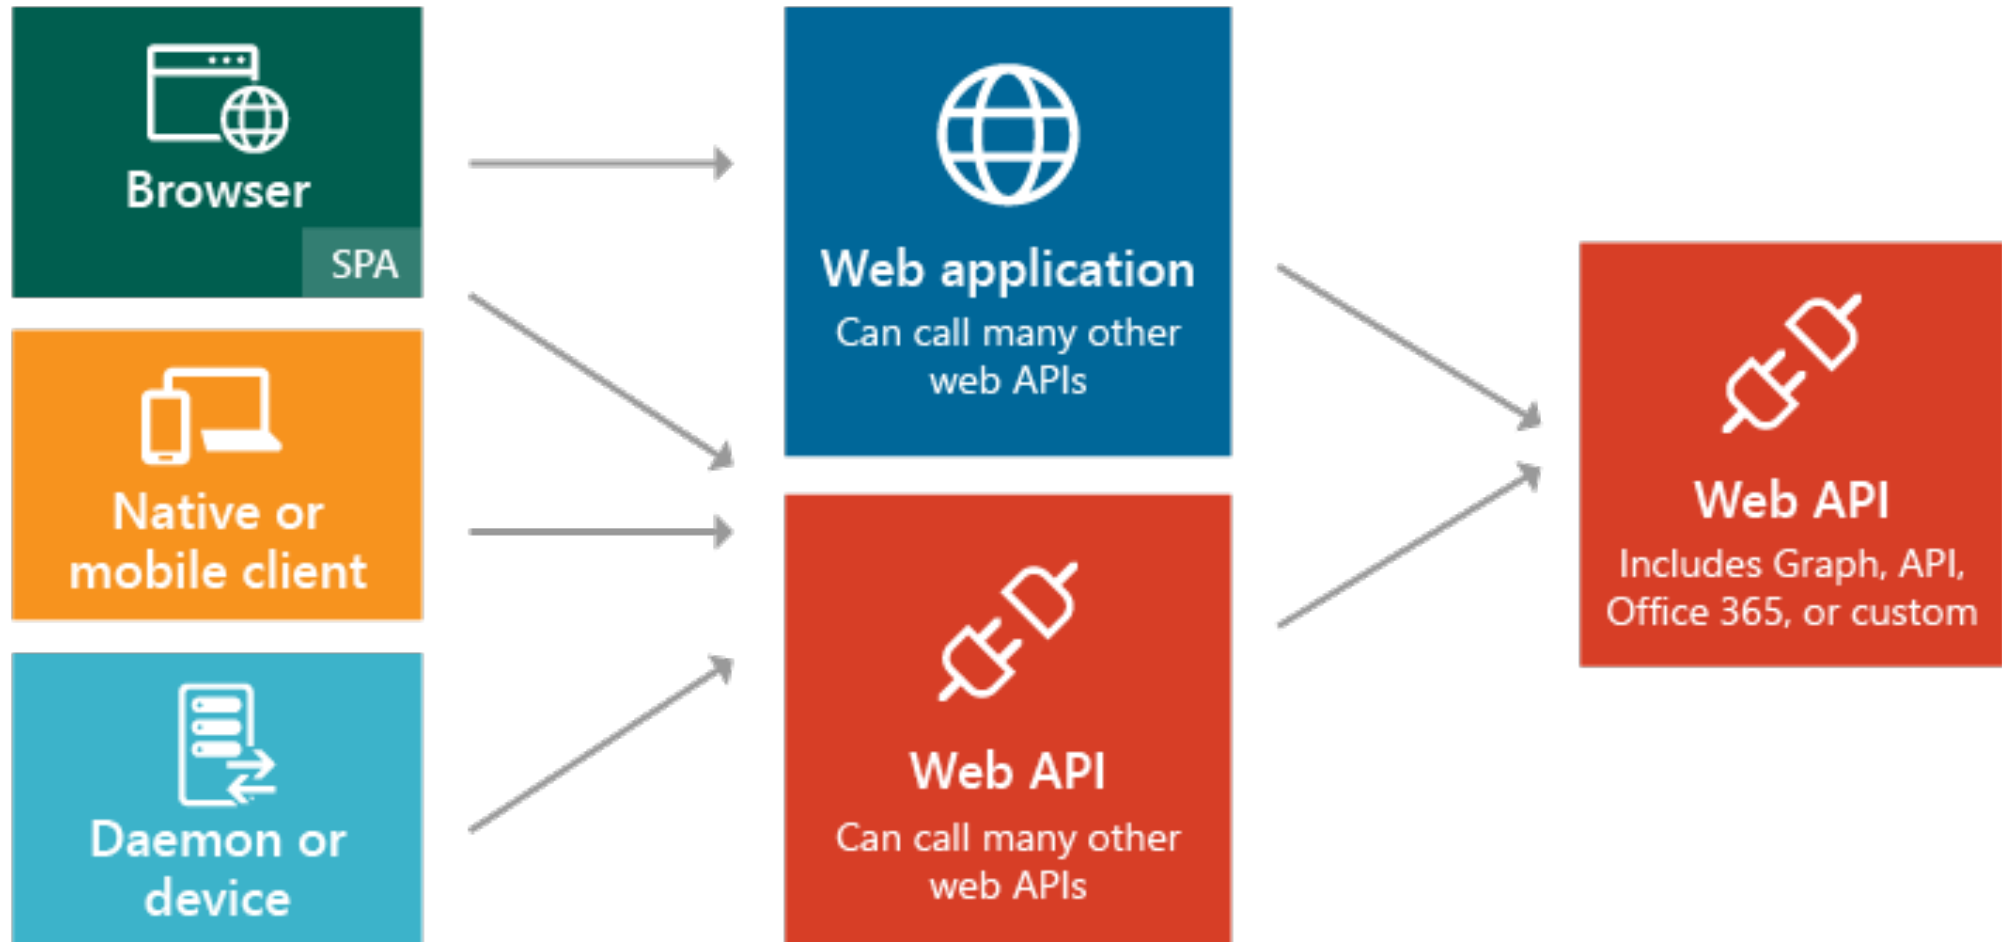 Browser
SPA
Native or
mobile client
Daemon or
device
Web application
Can call many other
web APIs
Web API
Can call many other
web APIs
Web API
Includes Graph, API,
Office 365, or custom